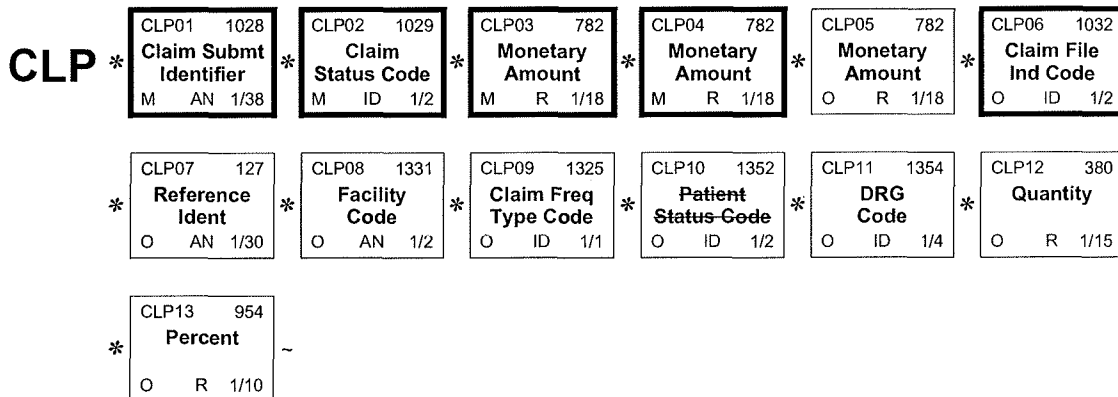 CLP * CLP01 1028 * CLP02 1029 * CLP03 782 * CLP04 782 * CLP05 782 * CLP06 1032
Claim Submt Claim Monetary Monetary Monetary Claim File
Identifier Status Code Amount Amount Amount Ind Code
M AN 1/38 M ID 1/2 M R 1/18 M R 1/18 O R 1/18 O ID 1/2
* CLP07 127 * CLP08 1331 * CLP09 1325 * CLP10 1352 * CLP11 1354 * CLP12 380
Reference Facility Claim Freq Patient DRG Quantity
Ident Code Type Code Status Code Code
O AN 1/30 O AN 1/2 O ID 1/1 O ID 1/2 O ID 1/4 O R 1/15
* CLP13 954 ~
Percent
O R 1/10